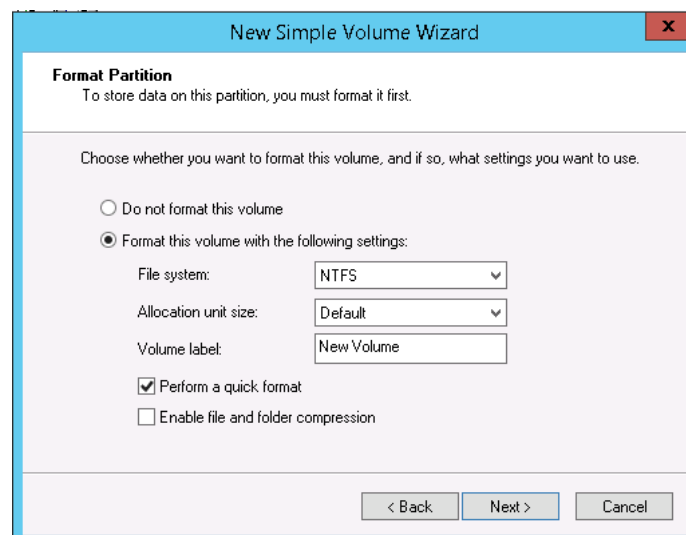 New Simple Volume Wizard
x
Format Partition
To store data on this partition, you must format it first.
Choose whether you want to format this volume, and if so, what settings you want to use.
Do not format this volume
Format this volume with the following settings:
File system: NTFS
Allocation unit size: Default
Volume label: New Volume
Perform a quick format
Enable file and folder compression
< Back Next > Cancel